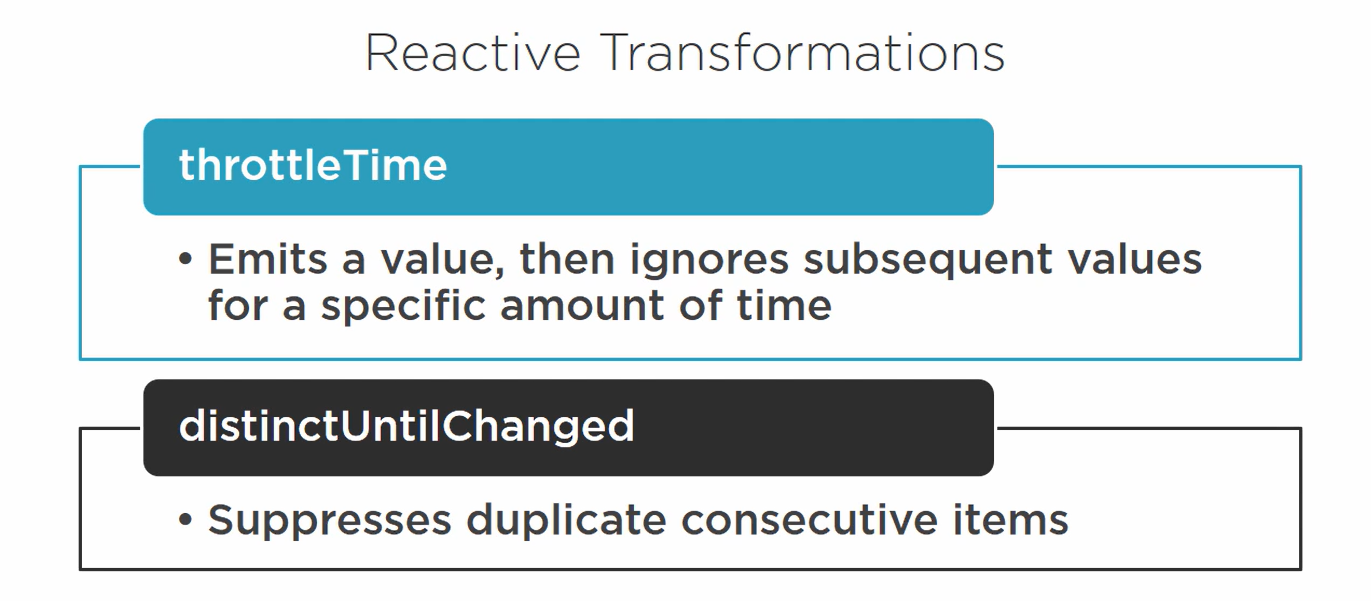 Reactive Transformations
throttleTime
• Emits a value, then ignores subsequent values
for a specific amount of time
distinctUntilChanged
• Suppresses duplicate consecutive items